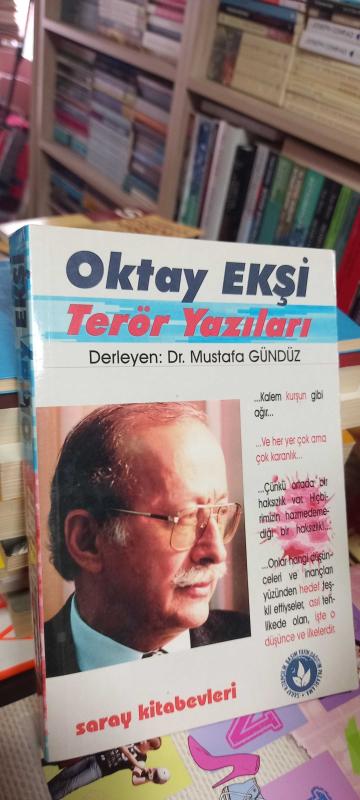 Oktay EKŞİ
Terör Yazıları
Derleyen: Dr. Mustafa GÜNDÜZ
...Kalem kurşun gibi
ağır...
...Ve her yer çok ama
çok karanlık...
...Çünkü ortada bir
haksızlık var. Hiçbi-
rimizin hazmedeme-
diği bir haksızlık!...
...Onlar hangi düşün-
celeri ve inançları
yüzünden hedef teş-
kil ettiyseler, asıl teh-
likede olan, işte o
düşünce ve ilkelerdir.
saray kitabevleri